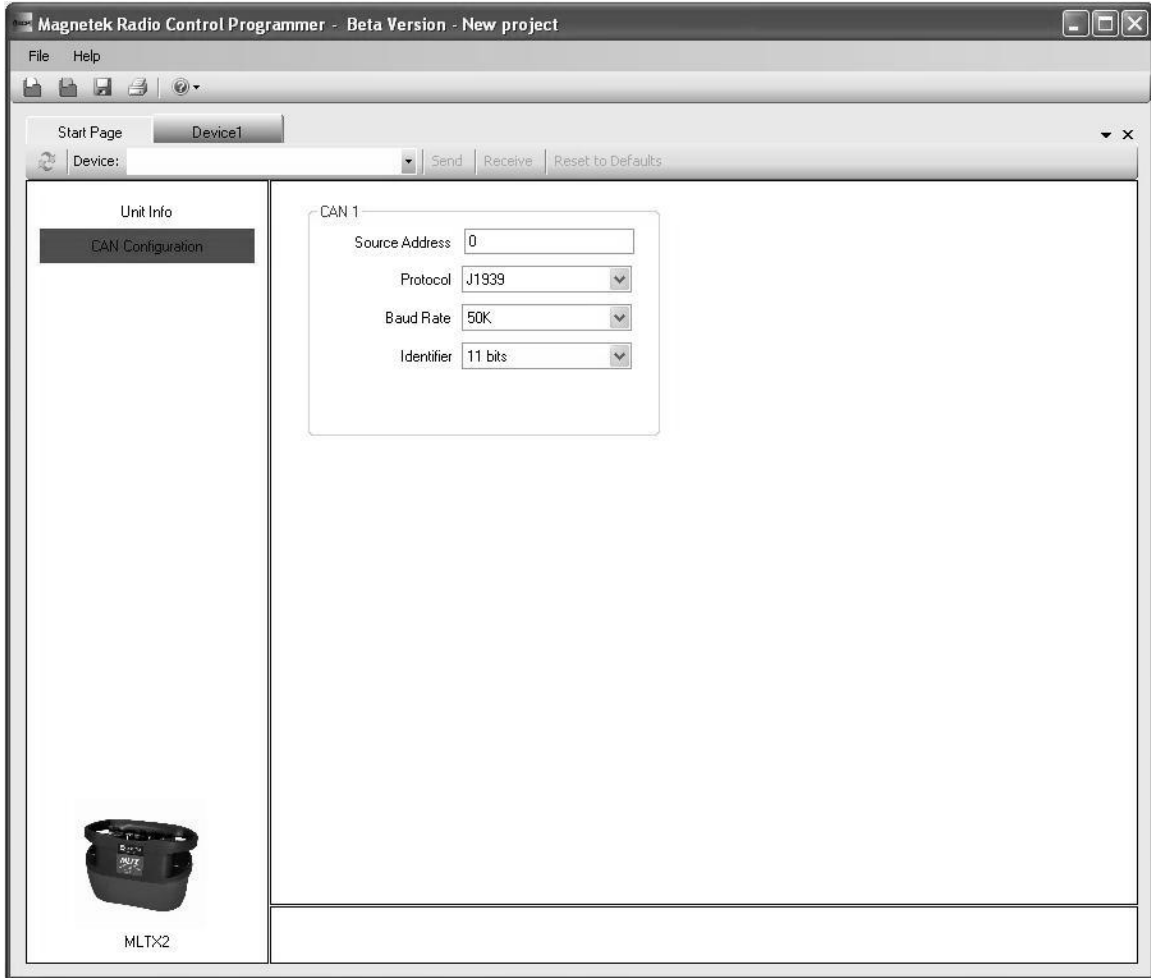 Magnetek Radio Control Programmer - Beta Version - New project
File Help
Start Page Device1
Device: Send Receive Reset to Defaults
Unit Info
CAN Configuration
CAN 1
Source Address 0
Protocol J1939
Baud Rate 50K
Identifier 11 bits
MLTX
MLTX2